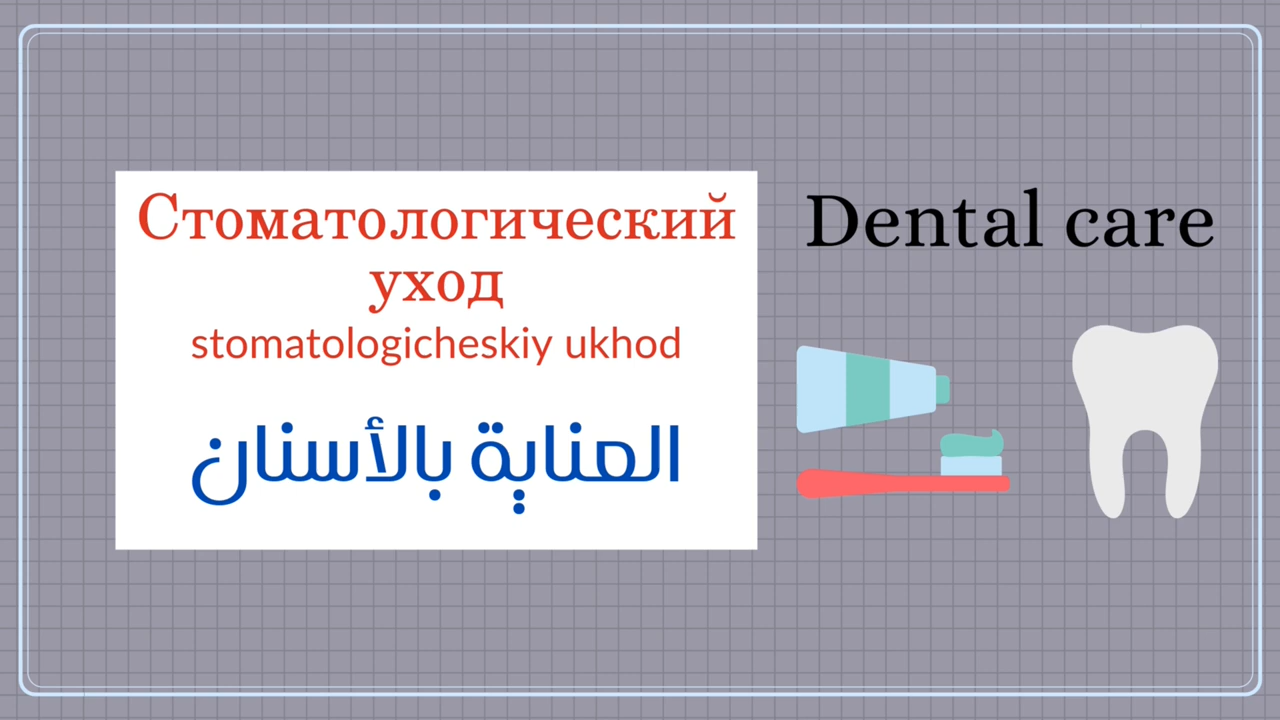 Стоматологический
уход
stomatologicheskiy ukhod
العناية بالأسنان
Dental care